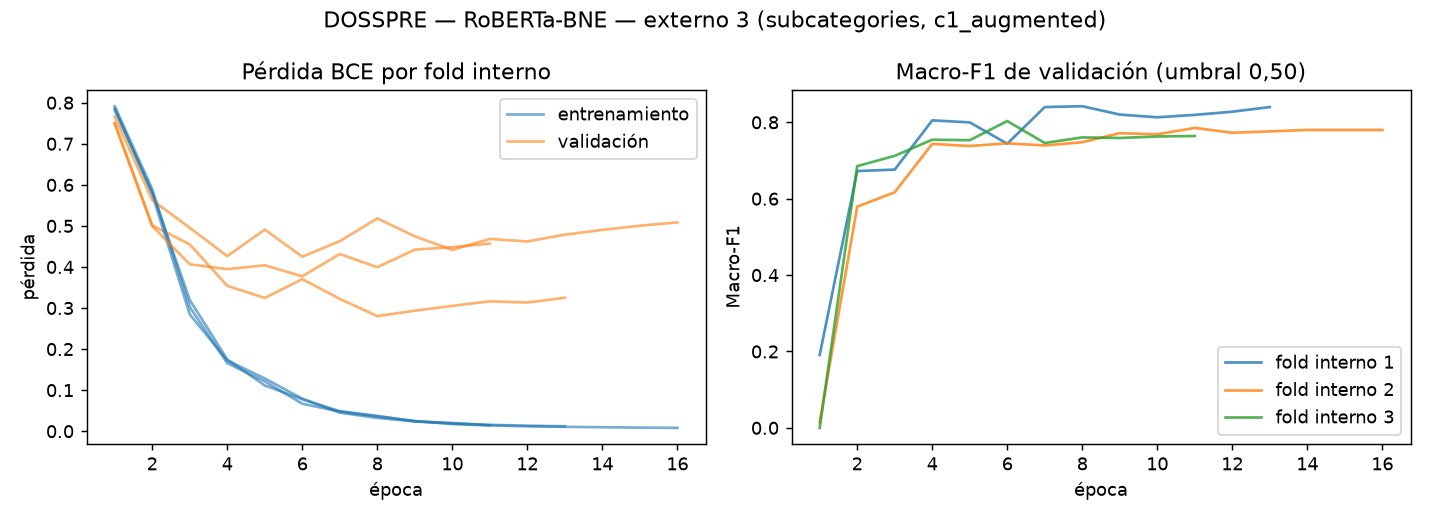 DOSSPRE — RoBERTa-BNE — externo 3 (subcategories, c1_augmented)
Pérdida BCE por fold interno
0.8
0.7
0.6
0.5
0.4
0.3
0.2
0.1
0.0
pérdida
entrenamiento
validación
2 4 6 8 10 12 14 16
época
Macro-F1 de validación (umbral 0,50)
0.8
0.6
0.4
0.2
0.0
Macro-F1
fold interno 1
fold interno 2
fold interno 3
2 4 6 8 10 12 14 16
época